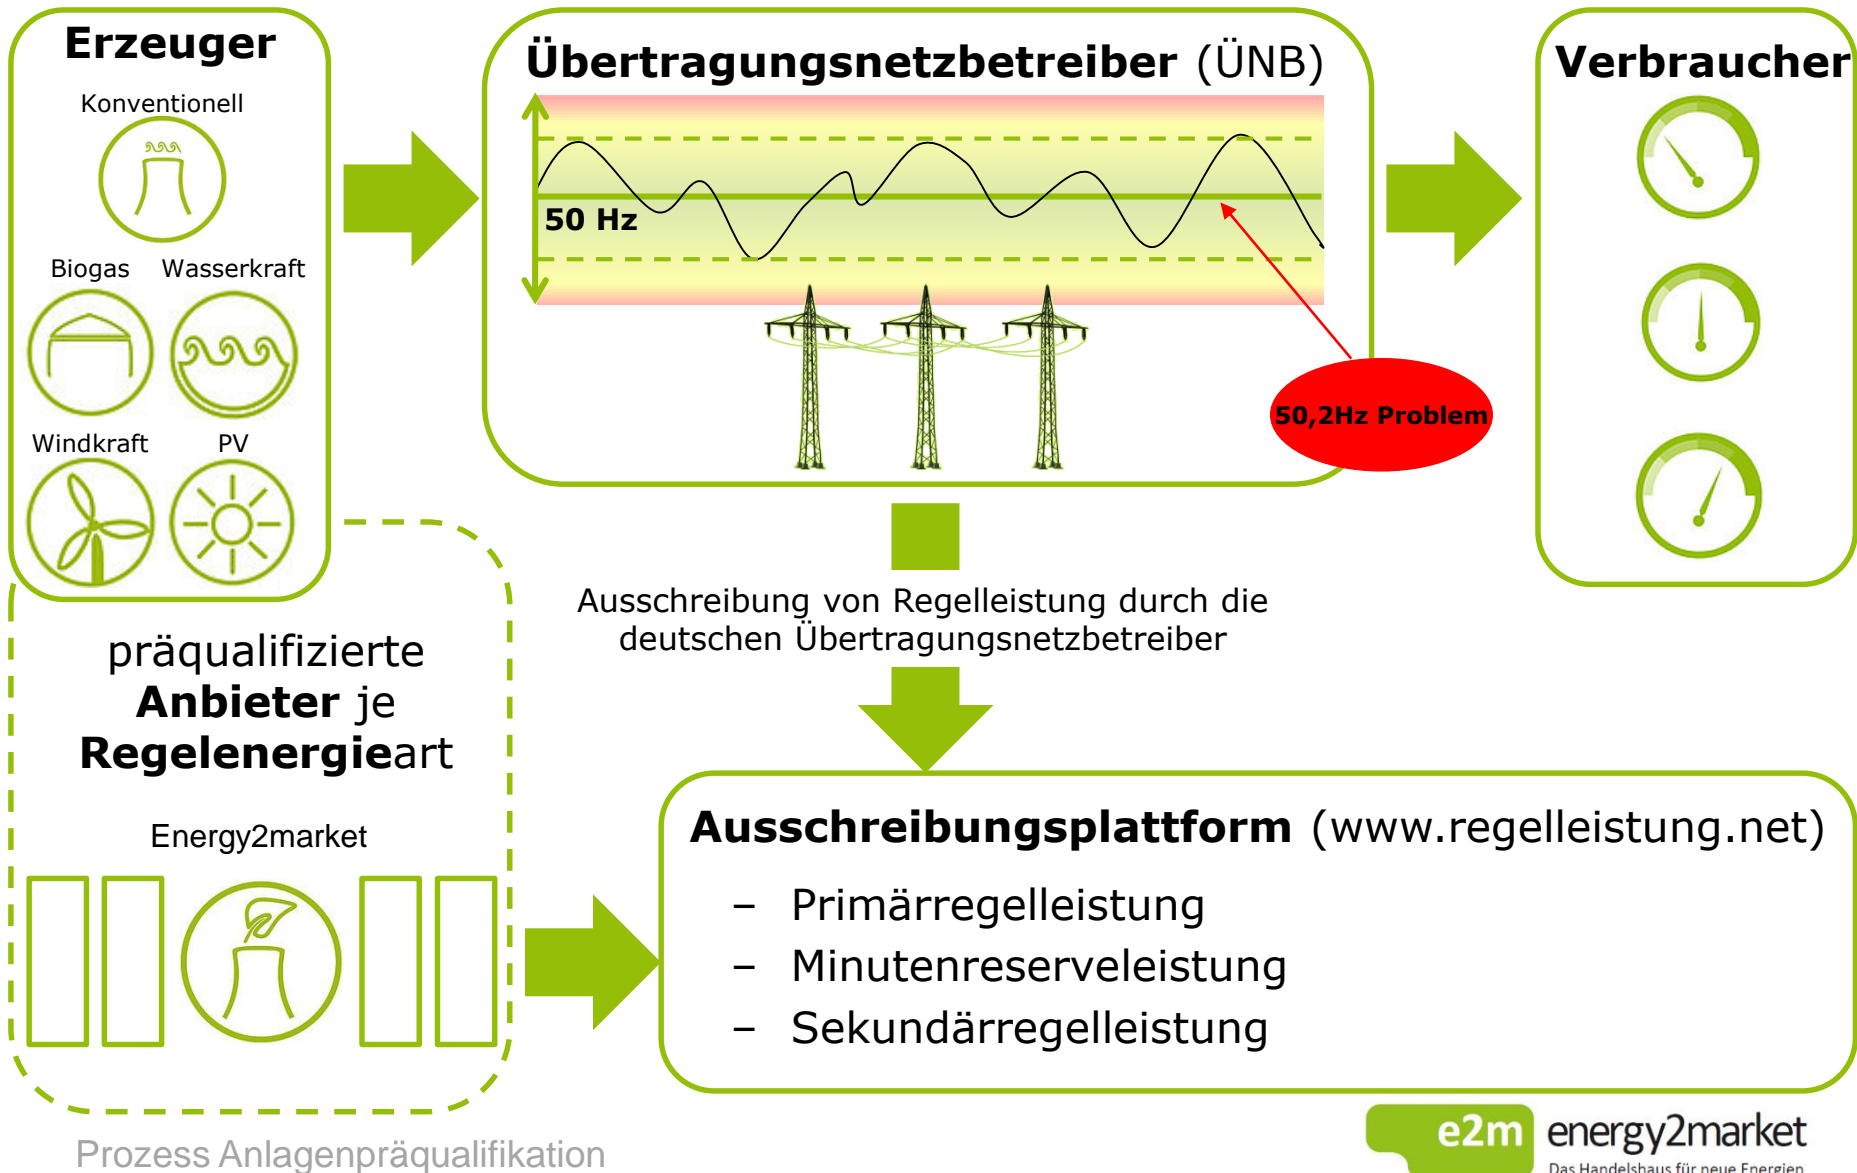 Erzeuger
Konventionell
Biogas
Wasserkraft
Windkraft
PV
Übertragungsnetzbetreiber (ÜNB)
50 Hz
50,2Hz Problem
Verbraucher
Ausschreibung von Regelleistung durch die
deutschen Übertragungsnetzbetreiber
präqualifizierte
Anbieter je
Regelenergieart
Energy2market
Ausschreibungsplattform (www.regelleistung.net)
– Primärregelleistung
– Minutenreserveleistung
– Sekundärregelleistung
Prozess Anlagenpräqualifikation
e2m energy2market
Das Handelshaus für neue Energien